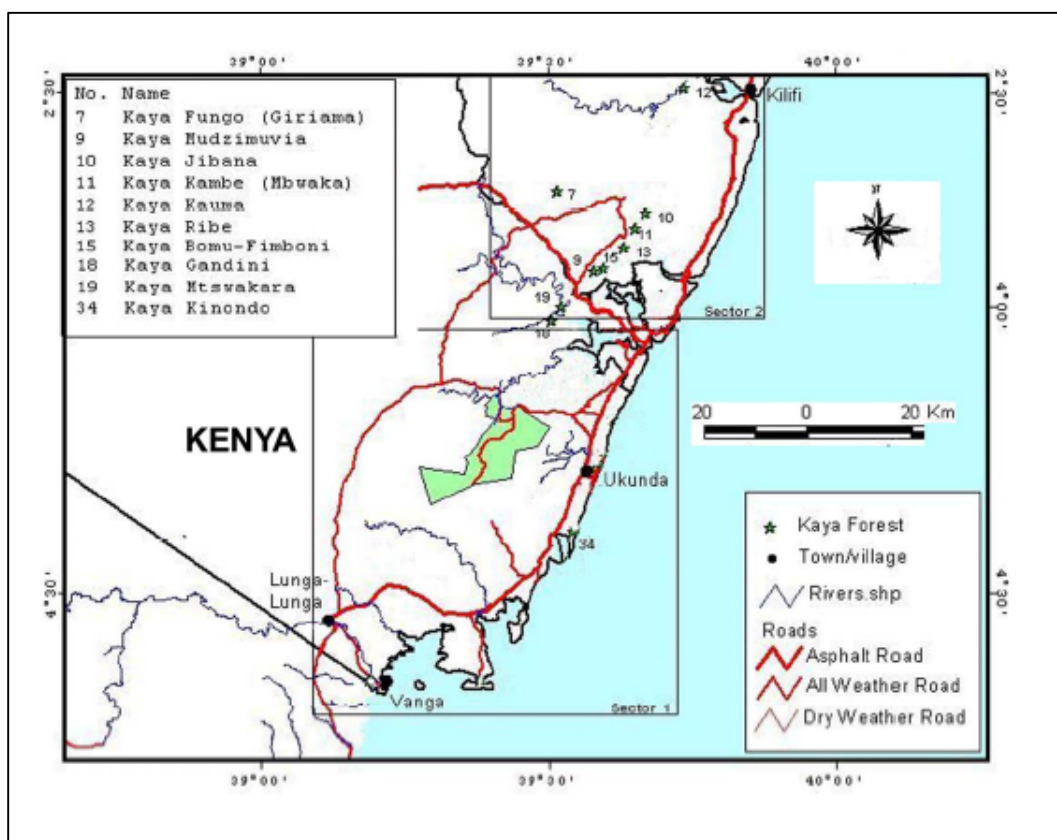 39°00' 39°30' 40°00'
2°30' 2°30'
No. Name
7 Kaya Fungo (Giriama)
9 Kaya Mudzimuvia
10 Kaya Jibana
11 Kaya Kambe (Mbwaka)
12 Kaya Kauma
13 Kaya Ribe
15 Kaya Bomu-Fimboni
18 Kaya Gandini
19 Kaya Mtswakara
34 Kaya Kinondo
12
Kilifi
7
10
11
13
15
9
19
Sector 2
4°00'
18
20 0 20 Km
KENYA
Ukunda
34
Kaya Forest
Town/village
Rivers.shp
Roads
Asphalt Road
All Weather Road
Dry Weather Road
4°30' 4°30'
Lunga-
Lunga
Vanga
Sector 1
39°00' 39°30' 40°00'